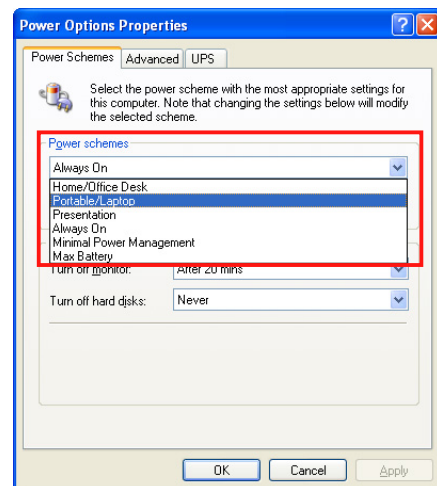 Power Options Properties
Power Schemes Advanced UPS
Select the power scheme with the most appropriate settings for
this computer. Note that changing the settings below will modify
the selected scheme.
Power schemes
Always On
Home/Office Desk
Portable/Laptop
Presentation
Always On
Minimal Power Management
Max Battery
Turn off monitor: After 20 mins
Turn off hard disks: Never
OK Cancel Apply